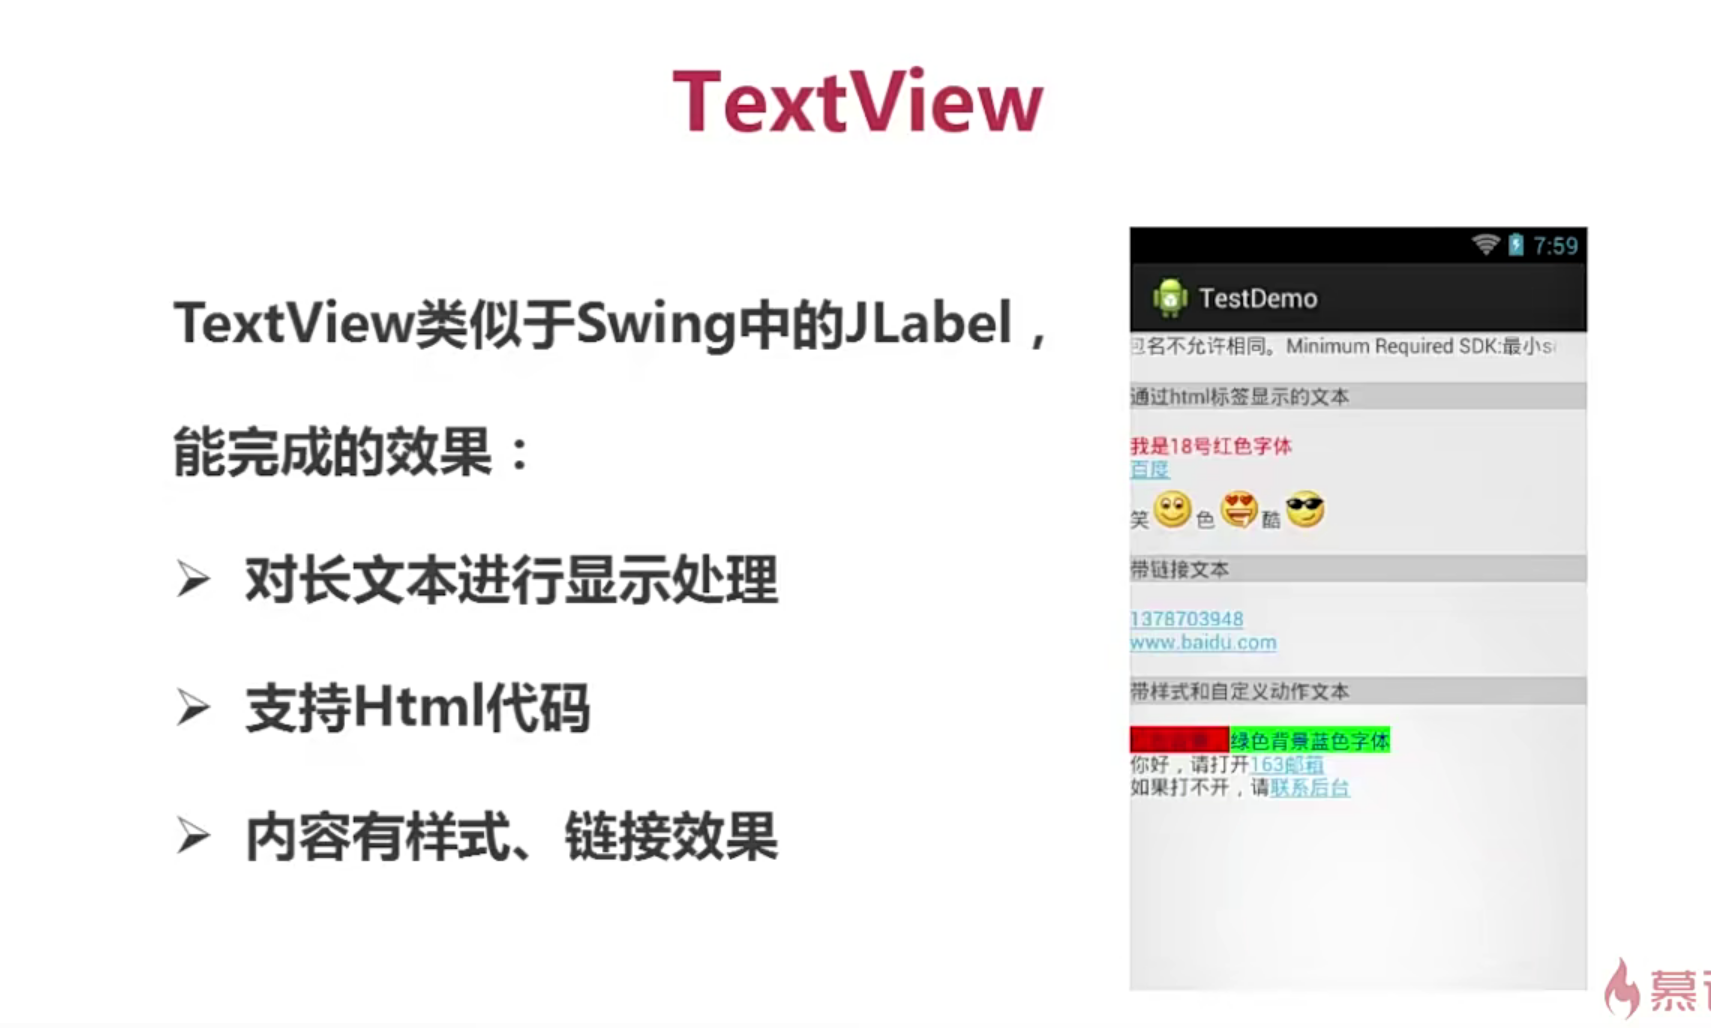 TextView
TextView类似于Swing中的JLabel，
能完成的效果：
对长文本进行显示处理
支持Html代码
内容有样式、链接效果
7:59
TestDemo
包名不允许相同。Minimum Required SDK:最小s
通过html标签显示的文本
我是18号红色字体
百度
笑 色 酷
带链接文本
1378703948
www.baidu.com
带样式和自定义动作文本
绿色背景蓝色字体
你好，请打开163邮箱
如果打不开，请联系后台
慕